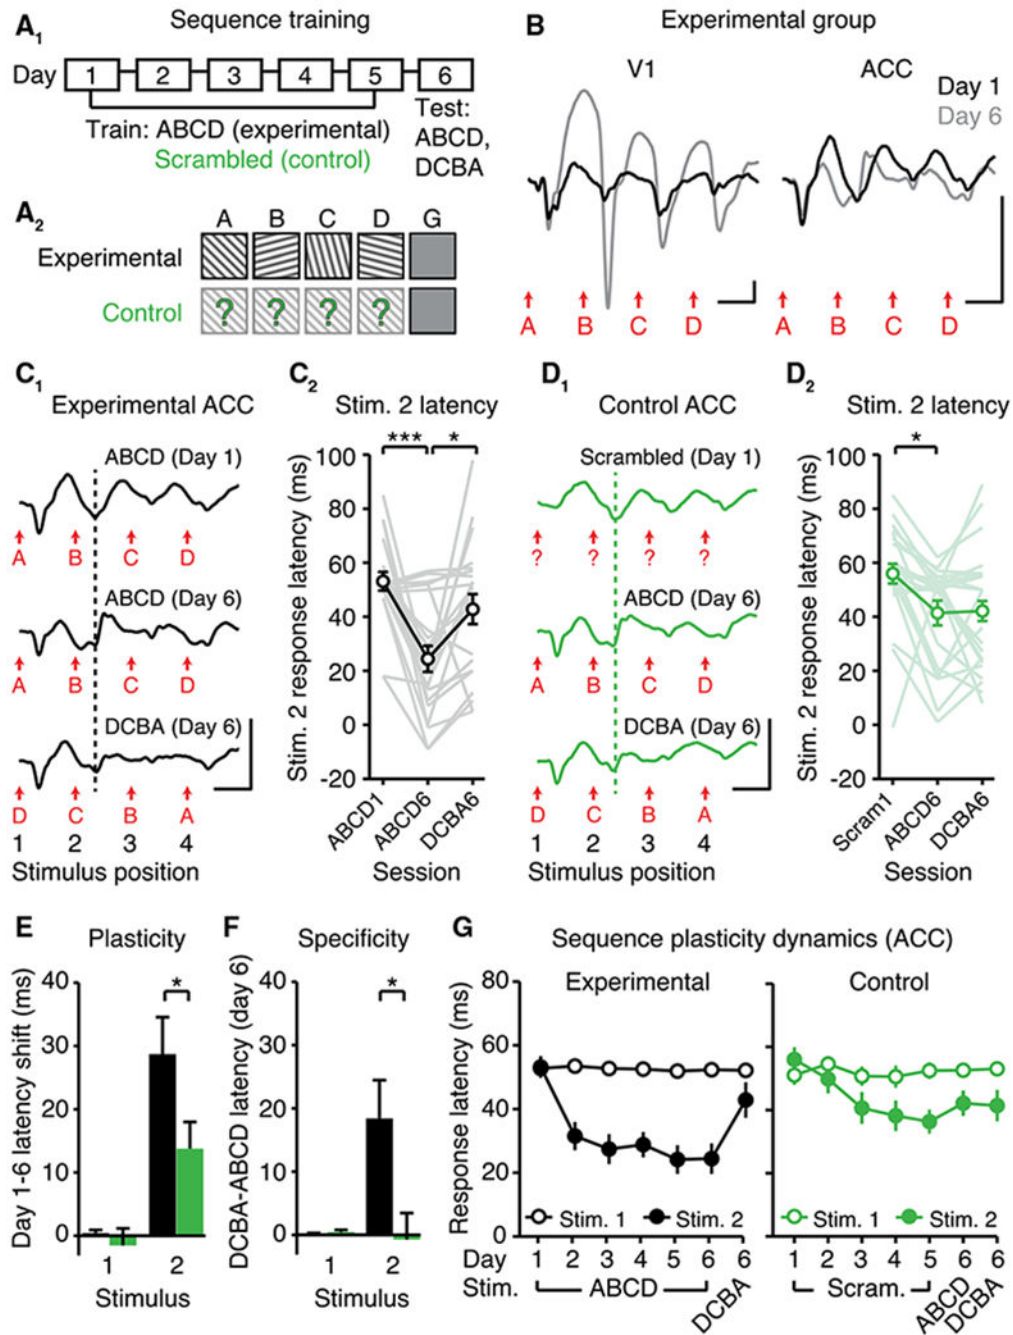 A1 Sequence training
Day 1 2 3 4 5 6
Train: ABCD (experimental)
Scrambled (control)
Test:
ABCD,
DCBA
A2
A B C D G
Experimental
Control ? ? ? ?
B Experimental group
V1 ACC
Day 1
Day 6
A B C D A B C D
C1 Experimental ACC
ABCD (Day 1)
A B C D
ABCD (Day 6)
A B C D
DCBA (Day 6)
D C B A
1 2 3 4
Stimulus position
C2 Stim. 2 latency
*** *
Stim. 2 response latency (ms)
100
80
60
40
20
0
-20
ABCD1 ABCD6 DCBA6
Session
D1 Control ACC
Scrambled (Day 1)
? ? ? ?
ABCD (Day 6)
A B C D
DCBA (Day 6)
D C B A
1 2 3 4
Stimulus position
D2 Stim. 2 latency
*
Stim. 2 response latency (ms)
100
80
60
40
20
0
-20
Scram1 ABCD6 DCBA6
Session
E Plasticity
*
Day 1-6 latency shift (ms)
40
30
20
10
0
1 2
Stimulus
F Specificity
*
DCBA-ABCD latency (day 6)
40
30
20
10
0
1 2
Stimulus
G Sequence plasticity dynamics (ACC)
Experimental Control
Response latency (ms)
80
60
40
20
Stim. 1 Stim. 2 Stim. 1 Stim. 2
Day 1 2 3 4 5 6 6 1 2 3 4 5 6 6
Stim. ABCD DCBA Scram. ABCD DCBA